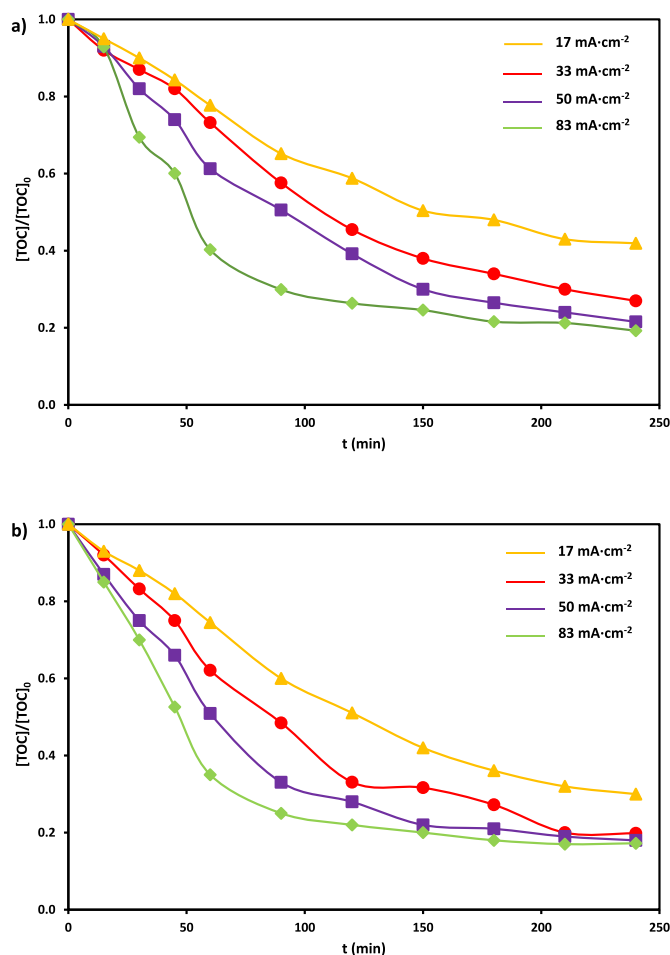 a)
1.0
0.8
0.6
0.4
0.2
0.0
[TOC]/[TOC]₀
17 mA·cm⁻²
33 mA·cm⁻²
50 mA·cm⁻²
83 mA·cm⁻²
0 50 100 150 200 250
t (min)
b)
1.0
0.8
0.6
0.4
0.2
0.0
[TOC]/[TOC]₀
17 mA·cm⁻²
33 mA·cm⁻²
50 mA·cm⁻²
83 mA·cm⁻²
0 50 100 150 200 250
t (min)